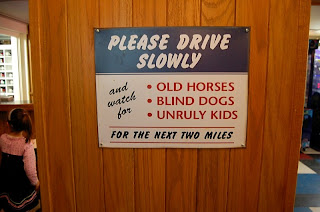 PLEASE DRIVE
SLOWLY
and
watch
for
• OLD HORSES
• BLIND DOGS
• UNRULY KIDS
FOR THE NEXT TWO MILES